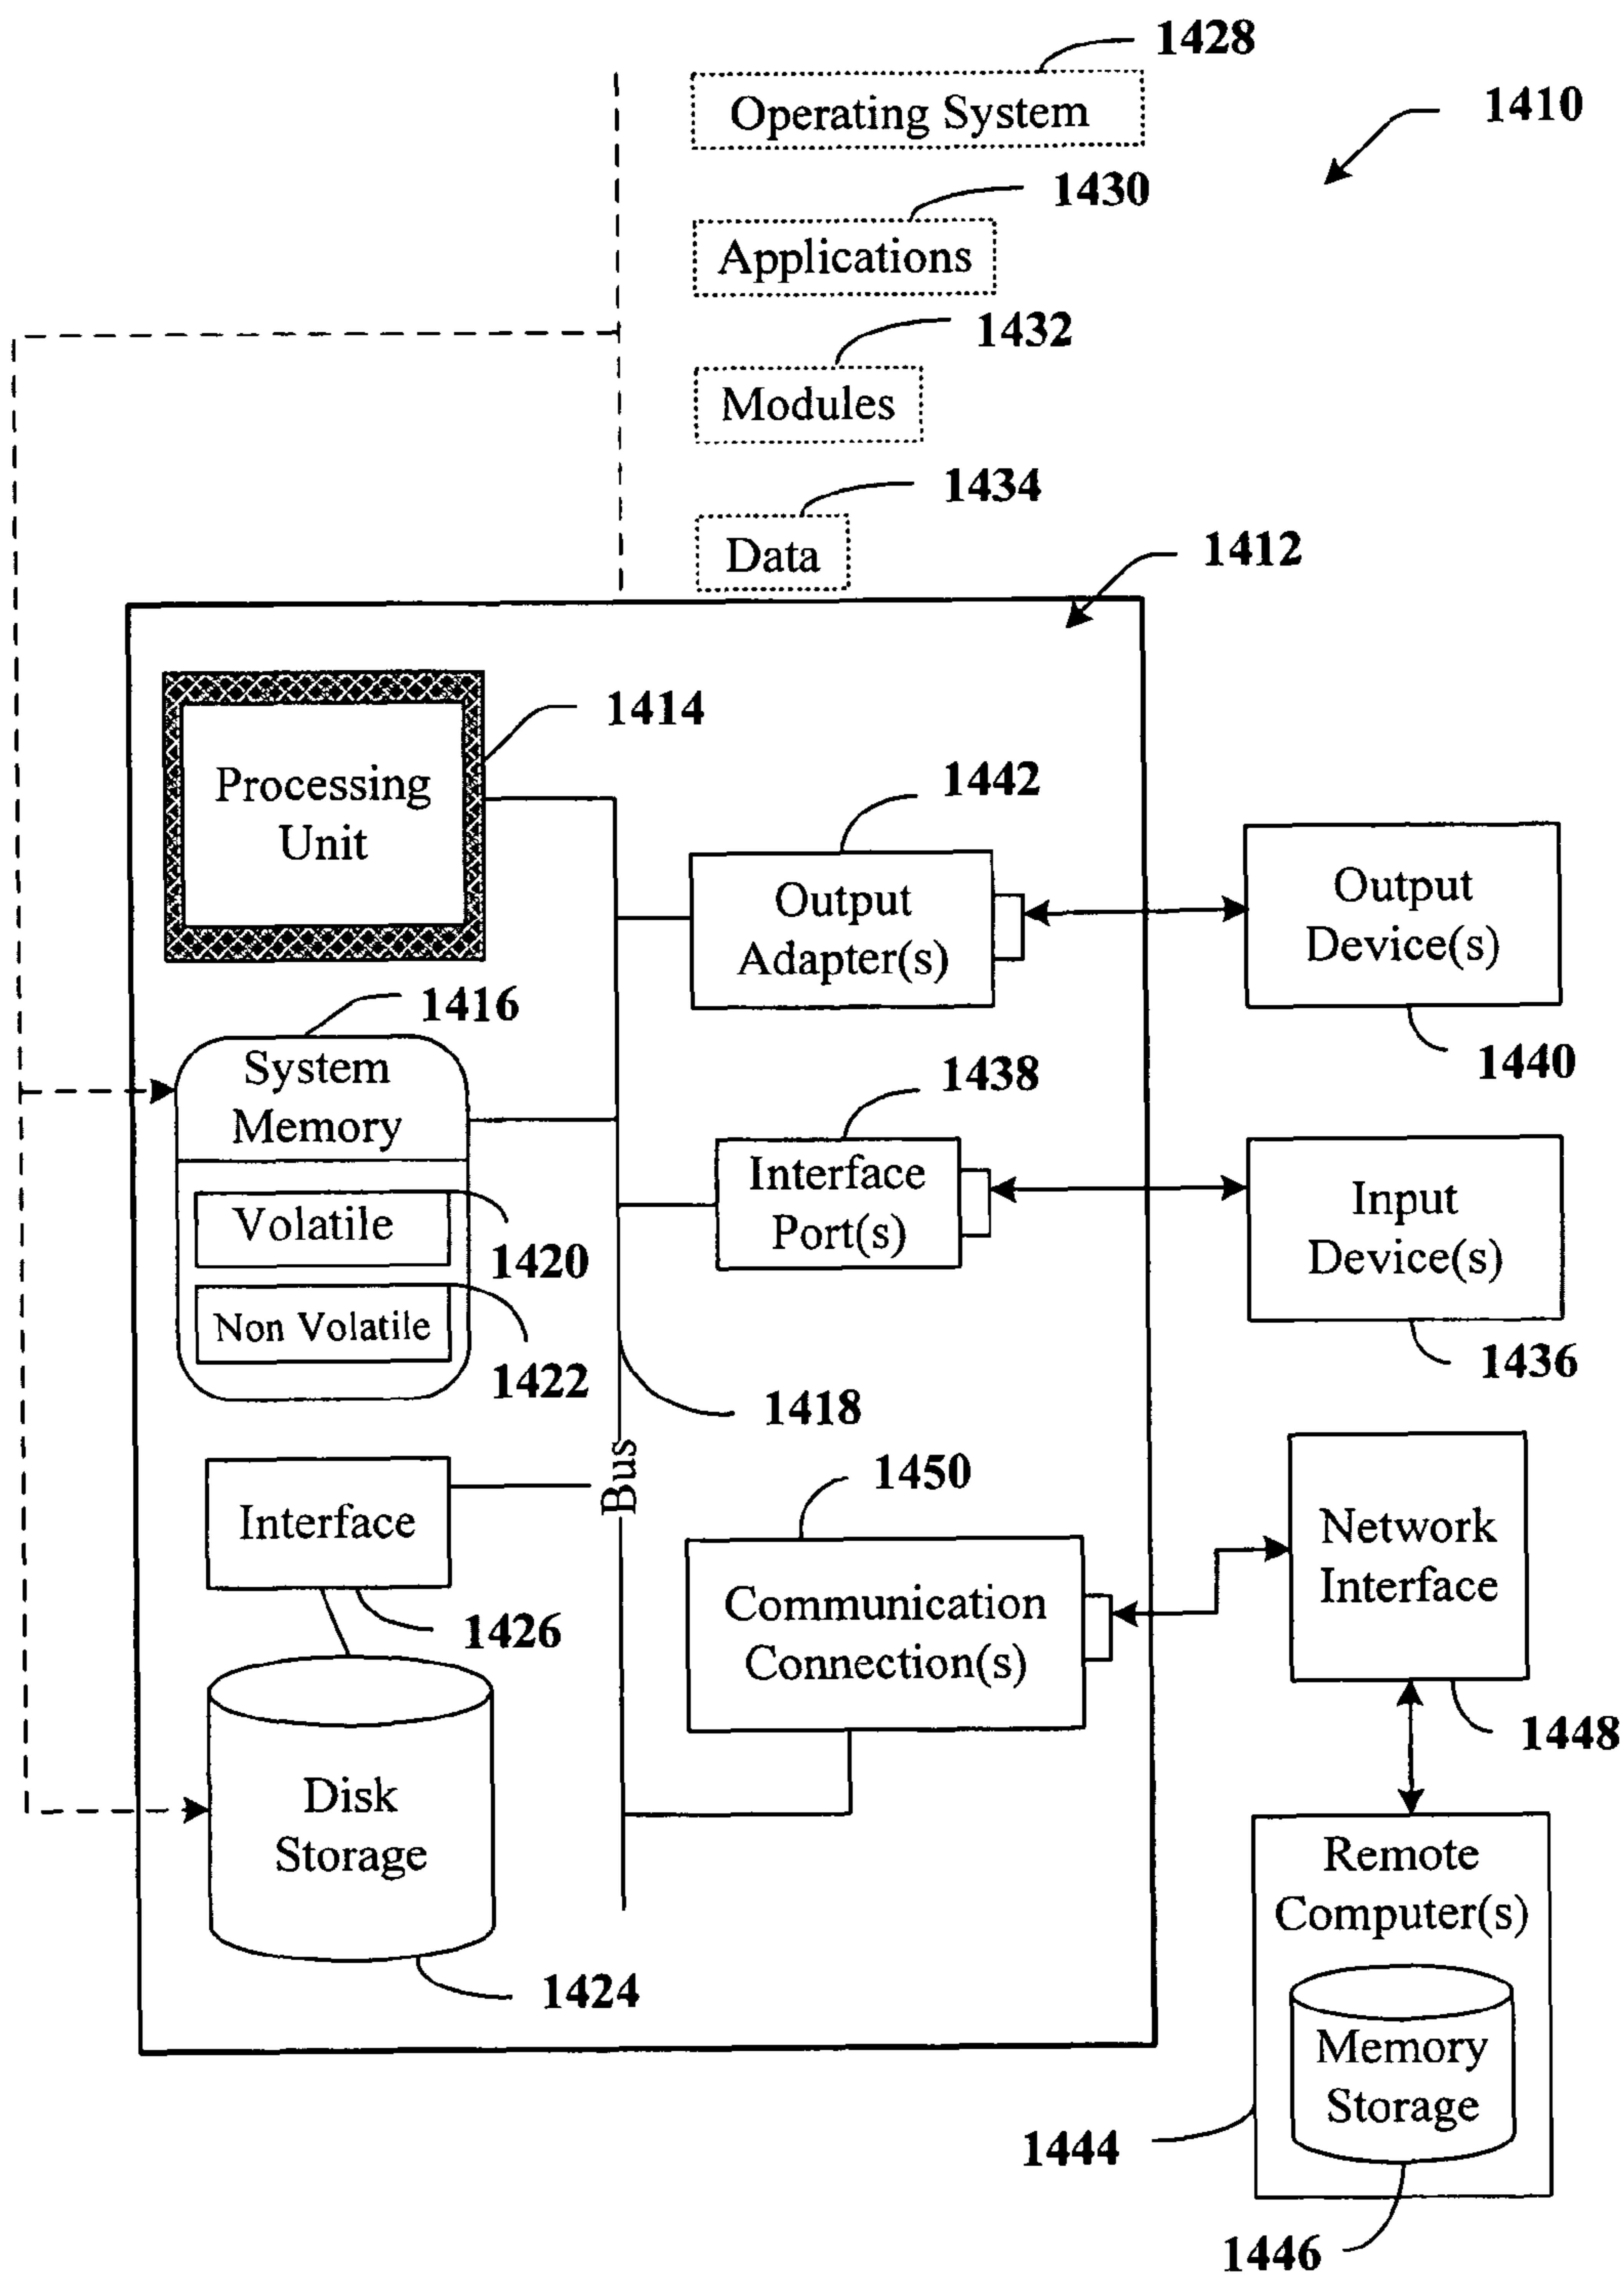 1428
Operating System
1410
1430
Applications
1432
Modules
1434
Data
1412
1414
Processing
Unit
1442
Output
Adapter(s)
Output
Device(s)
1440
1416
System
Memory
1438
Interface
Port(s)
Input
Device(s)
1436
Volatile
1420
Non Volatile
1422
1418
Bus
1450
Interface
1426
Communication
Connection(s)
Network
Interface
1448
Disk
Storage
1424
Remote
Computer(s)
Memory
Storage
1444
1446